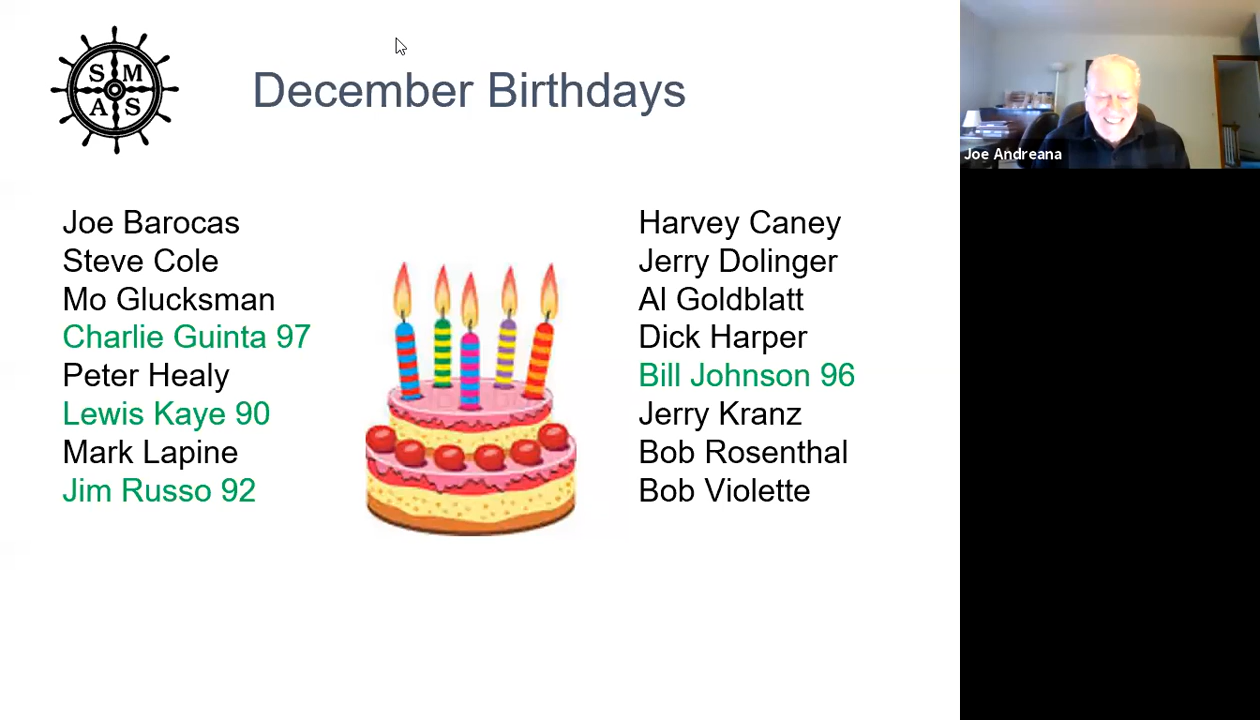 S M
A S
December Birthdays
Joe Andreana
Joe Barocas
Steve Cole
Mo Glucksman
Charlie Guinta 97
Peter Healy
Lewis Kaye 90
Mark Lapine
Jim Russo 92
Harvey Caney
Jerry Dolinger
Al Goldblatt
Dick Harper
Bill Johnson 96
Jerry Kranz
Bob Rosenthal
Bob Violette